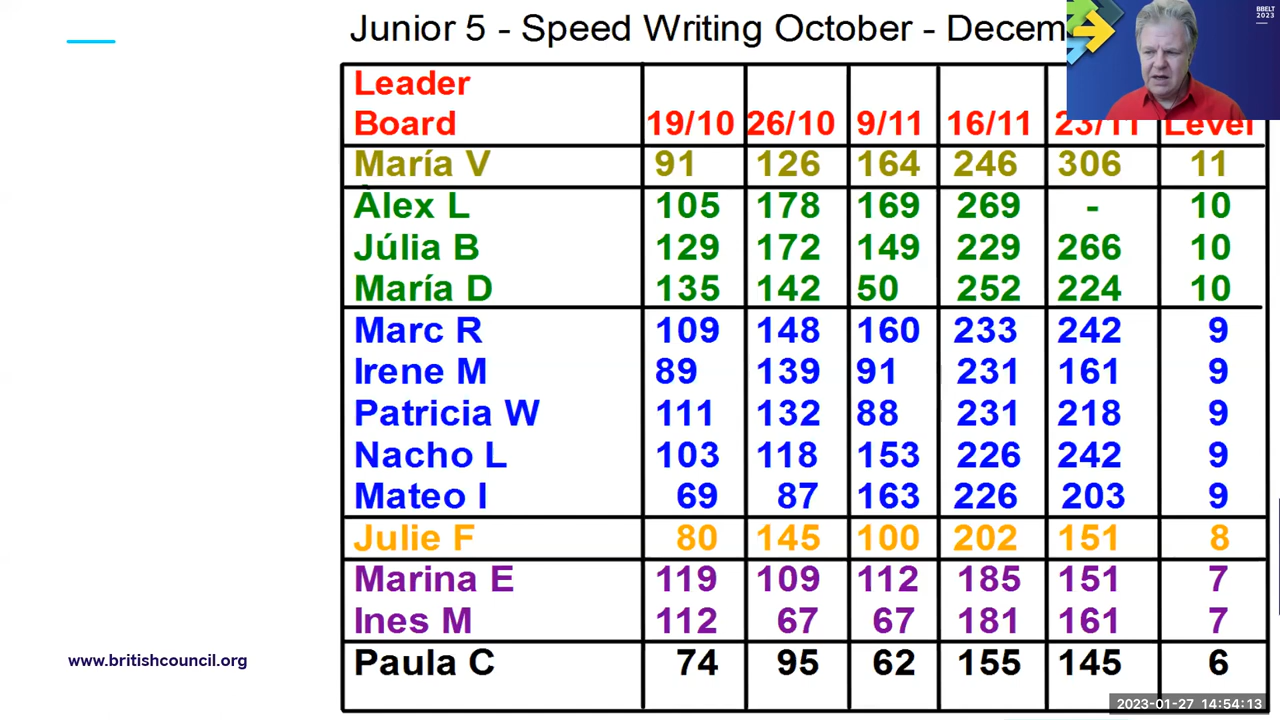 Junior 5 - Speed Writing October - Decem
BBELT
2023
Leader
Board 19/10 26/10 9/11 16/11 23/11 Level
María V 91 126 164 246 306 11
Àlex L 105 178 169 269 - 10
Júlia B 129 172 149 229 266 10
María D 135 142 50 252 224 10
Marc R 109 148 160 233 242 9
Irene M 89 139 91 231 161 9
Patricia W 111 132 88 231 218 9
Nacho L 103 118 153 226 242 9
Mateo I 69 87 163 226 203 9
Julie F 80 145 100 202 151 8
Marina E 119 109 112 185 151 7
Ines M 112 67 67 181 161 7
Paula C 74 95 62 155 145 6
www.britishcouncil.org
2023-01-27 14:54:13